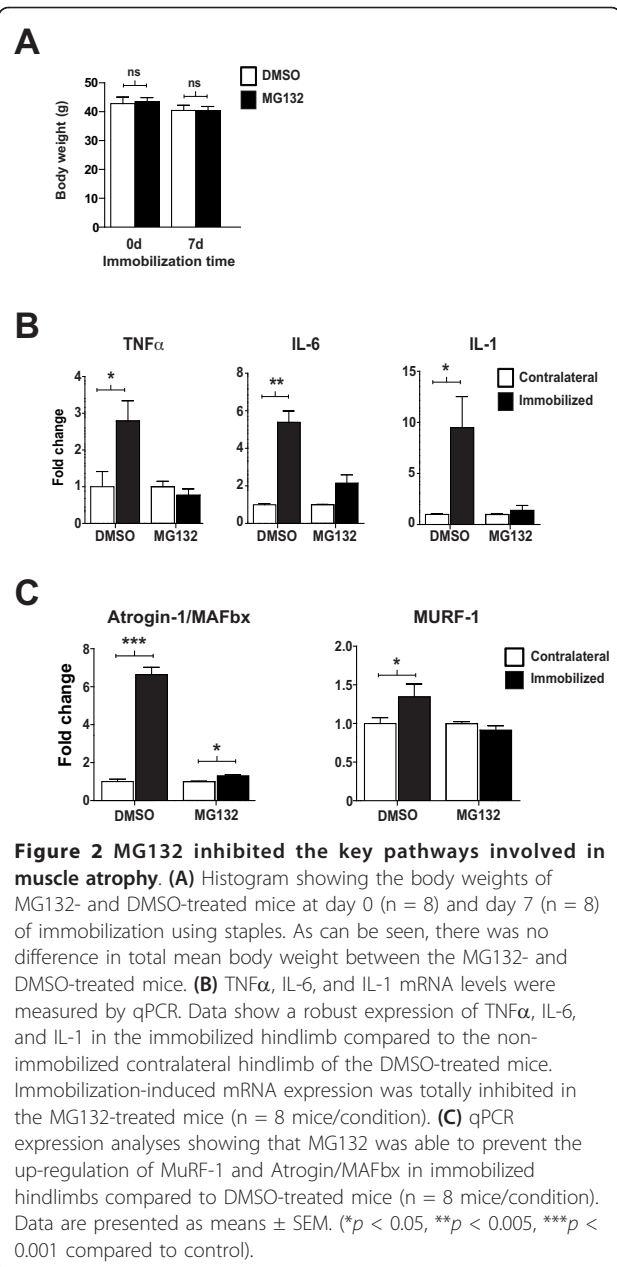 A
ns
ns
DMSO
MG132
Body weight (g)
50
40
30
20
10
0
0d
7d
Immobilization time
B
TNFα
IL-6
IL-1
Contralateral
Immobilized
Fold change
4
3
2
1
0
*
DMSO
MG132
8
6
4
2
0
**
DMSO
MG132
15
10
5
0
*
DMSO
MG132
C
Atrogin-1/MAFbx
MURF-1
Contralateral
Immobilized
Fold change
8
6
4
2
0
***
*
DMSO
MG132
2.0
1.5
1.0
0.5
0
*
DMSO
MG132
Figure 2 MG132 inhibited the key pathways involved in
muscle atrophy. (A) Histogram showing the body weights of
MG132- and DMSO-treated mice at day 0 (n = 8) and day 7 (n = 8)
of immobilization using staples. As can be seen, there was no
difference in total mean body weight between the MG132- and
DMSO-treated mice. (B) TNFα, IL-6, and IL-1 mRNA levels were
measured by qPCR. Data show a robust expression of TNFα, IL-6,
and IL-1 in the immobilized hindlimb compared to the non-
immobilized contralateral hindlimb of the DMSO-treated mice.
Immobilization-induced mRNA expression was totally inhibited in
the MG132-treated mice (n = 8 mice/condition). (C) qPCR
expression analyses showing that MG132 was able to prevent the
up-regulation of MuRF-1 and Atrogin/MAFbx in immobilized
hindlimbs compared to DMSO-treated mice (n = 8 mice/condition).
Data are presented as means ± SEM. (*p < 0.05, **p < 0.005, ***p <
0.001 compared to control).